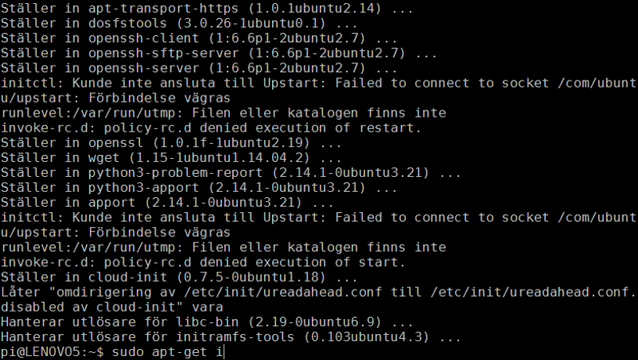 Ställer in apt-transport-https (1.0.1ubuntu2.14) ...
Ställer in dosfstools (3.0.26-1ubuntu0.1) ...
Ställer in openssh-client (1:6.6p1-2ubuntu2.7) ...
Ställer in openssh-sftp-server (1:6.6p1-2ubuntu2.7) ...
Ställer in openssh-server (1:6.6p1-2ubuntu2.7) ...
initctl: Kunde inte ansluta till Upstart: Failed to connect to socket /com/ubunt
u/upstart: Förbindelse vägras
runlevel:/var/run/utmp: Filen eller katalogen finns inte
invoke-rc.d: policy-rc.d denied execution of restart.
Ställer in openssl (1.0.1f-1ubuntu2.19) ...
Ställer in wget (1.15-1ubuntu1.14.04.2) ...
Ställer in python3-problem-report (2.14.1-0ubuntu3.21) ...
Ställer in python3-apport (2.14.1-0ubuntu3.21) ...
Ställer in apport (2.14.1-0ubuntu3.21) ...
initctl: Kunde inte ansluta till Upstart: Failed to connect to socket /com/ubunt
u/upstart: Förbindelse vägras
runlevel:/var/run/utmp: Filen eller katalogen finns inte
invoke-rc.d: policy-rc.d denied execution of start.
Ställer in cloud-init (0.7.5-0ubuntu1.18) ...
Låter "omdirigering av /etc/init/ureadahead.conf till /etc/init/ureadahead.conf.
disabled av cloud-init" vara
Hanterar utlösare för libc-bin (2.19-0ubuntu6.9) ...
Hanterar utlösare för initramfs-tools (0.103ubuntu4.3) ...
pi@LENOVO5:~$ sudo apt-get i